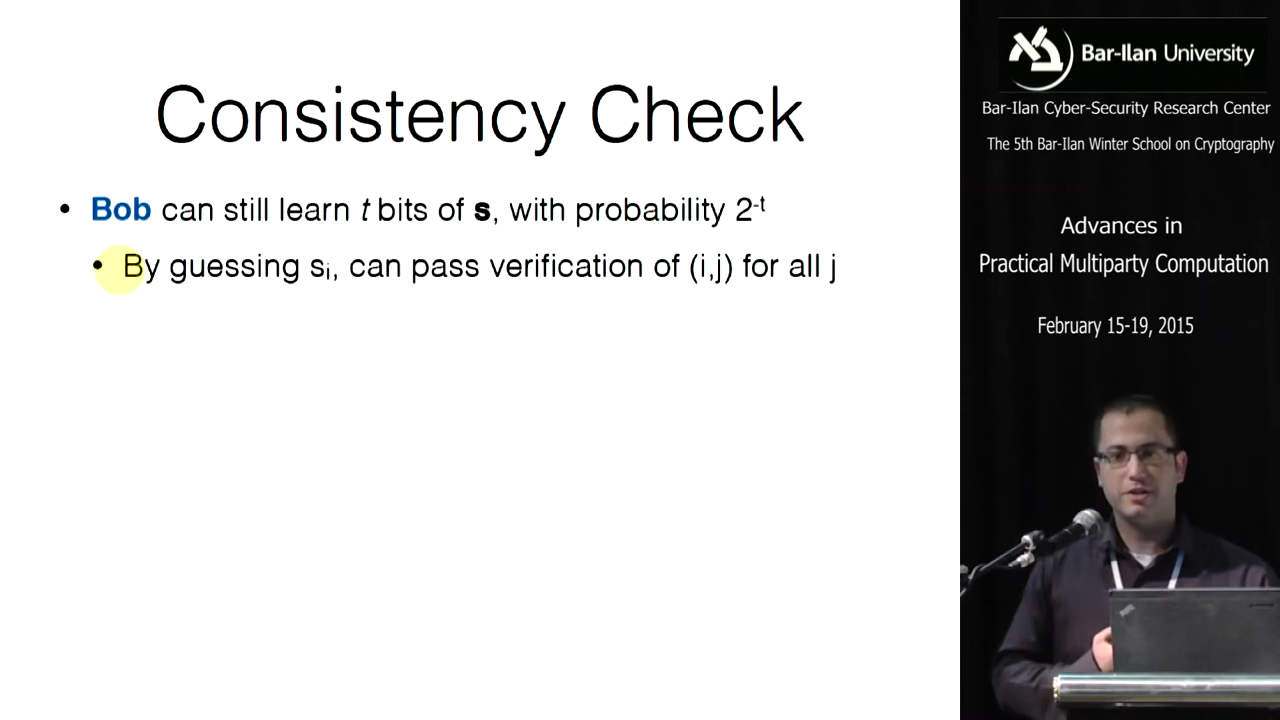 Consistency Check
• Bob can still learn t bits of s, with probability 2-t
• By guessing si, can pass verification of (i,j) for all j
Bar-Ilan University
Bar-Ilan Cyber-Security Research Center
The 5th Bar-Ilan Winter School on Cryptography
Advances in
Practical Multiparty Computation
February 15-19, 2015